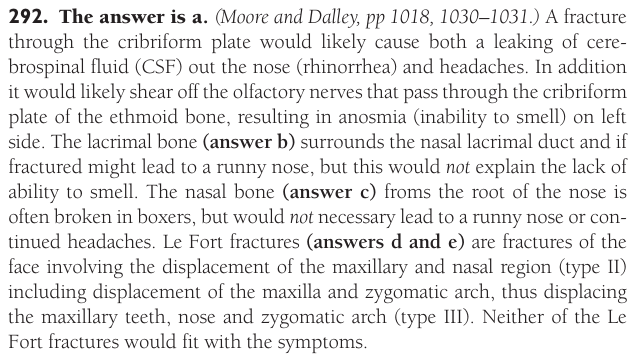 292. The answer is a. (Moore and Dalley, pp 1018, 1030–1031.) A fracture
through the cribriform plate would likely cause both a leaking of cere-
brospinal fluid (CSF) out the nose (rhinorrhea) and headaches. In addition
it would likely shear off the olfactory nerves that pass through the cribriform
plate of the ethmoid bone, resulting in anosmia (inability to smell) on left
side. The lacrimal bone (answer b) surrounds the nasal lacrimal duct and if
fractured might lead to a runny nose, but this would not explain the lack of
ability to smell. The nasal bone (answer c) froms the root of the nose is
often broken in boxers, but would not necessary lead to a runny nose or con-
tinued headaches. Le Fort fractures (answers d and e) are fractures of the
face involving the displacement of the maxillary and nasal region (type II)
including displacement of the maxilla and zygomatic arch, thus displacing
the maxillary teeth, nose and zygomatic arch (type III). Neither of the Le
Fort fractures would fit with the symptoms.